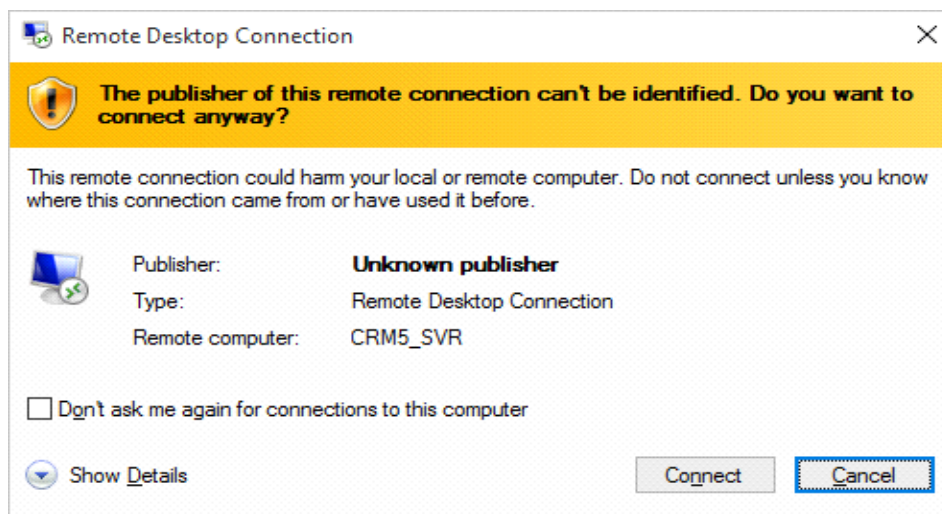 Remote Desktop Connection
The publisher of this remote connection can't be identified. Do you want to
connect anyway?
This remote connection could harm your local or remote computer. Do not connect unless you know
where this connection came from or have used it before.
Publisher: Unknown publisher
Type: Remote Desktop Connection
Remote computer: CRM5_SVR
Don't ask me again for connections to this computer
Show Details Connect Cancel